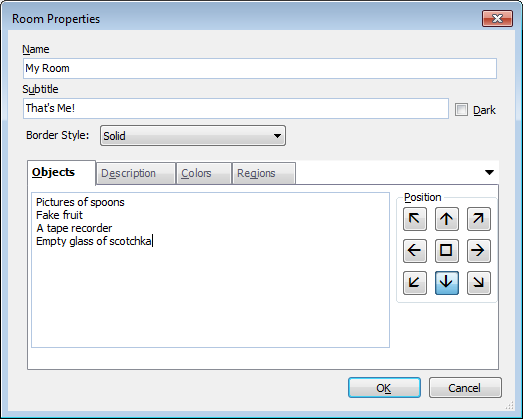 Room Properties
Name
My Room
Subtitle
That's Me!
Dark
Border Style:
Solid
Objects
Description
Colors
Regions
Pictures of spoons
Fake fruit
A tape recorder
Empty glass of scotchka
Position
OK
Cancel